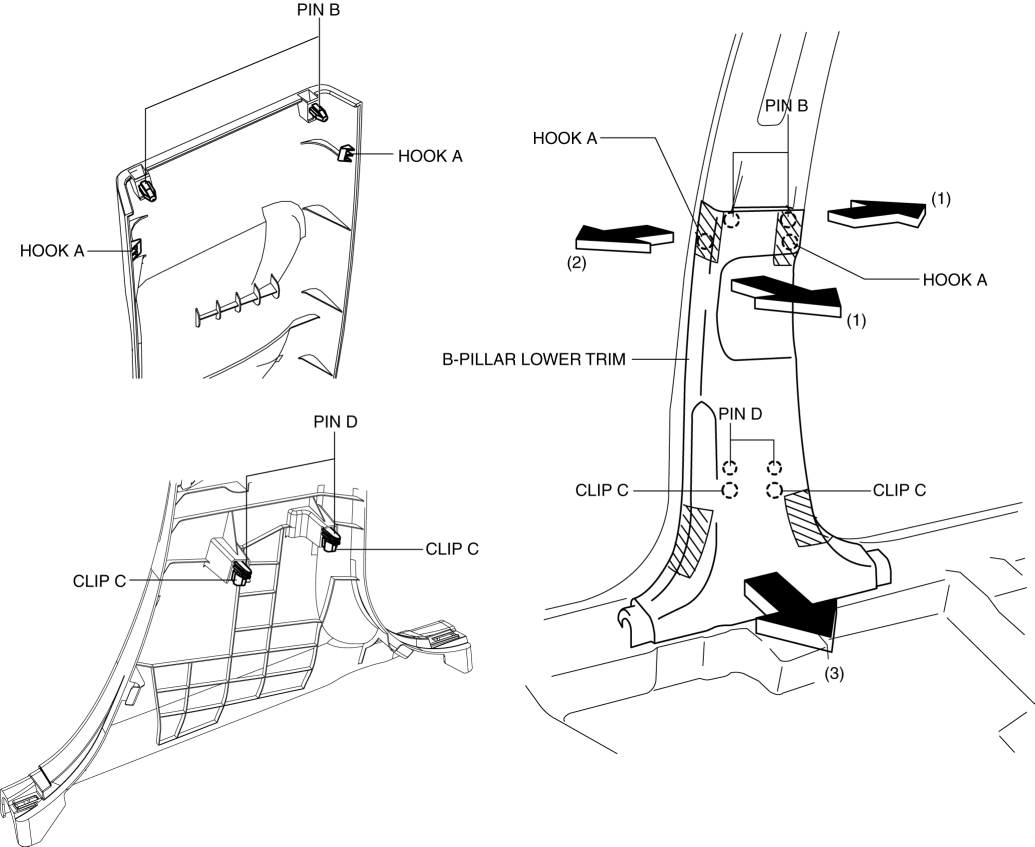 PIN B
HOOK A
HOOK A
PIN D
CLIP C
CLIP C
PIN B
HOOK A
(1)
(2)
HOOK A
(1)
B-PILLAR LOWER TRIM
PIN D
CLIP C
CLIP C
(3)